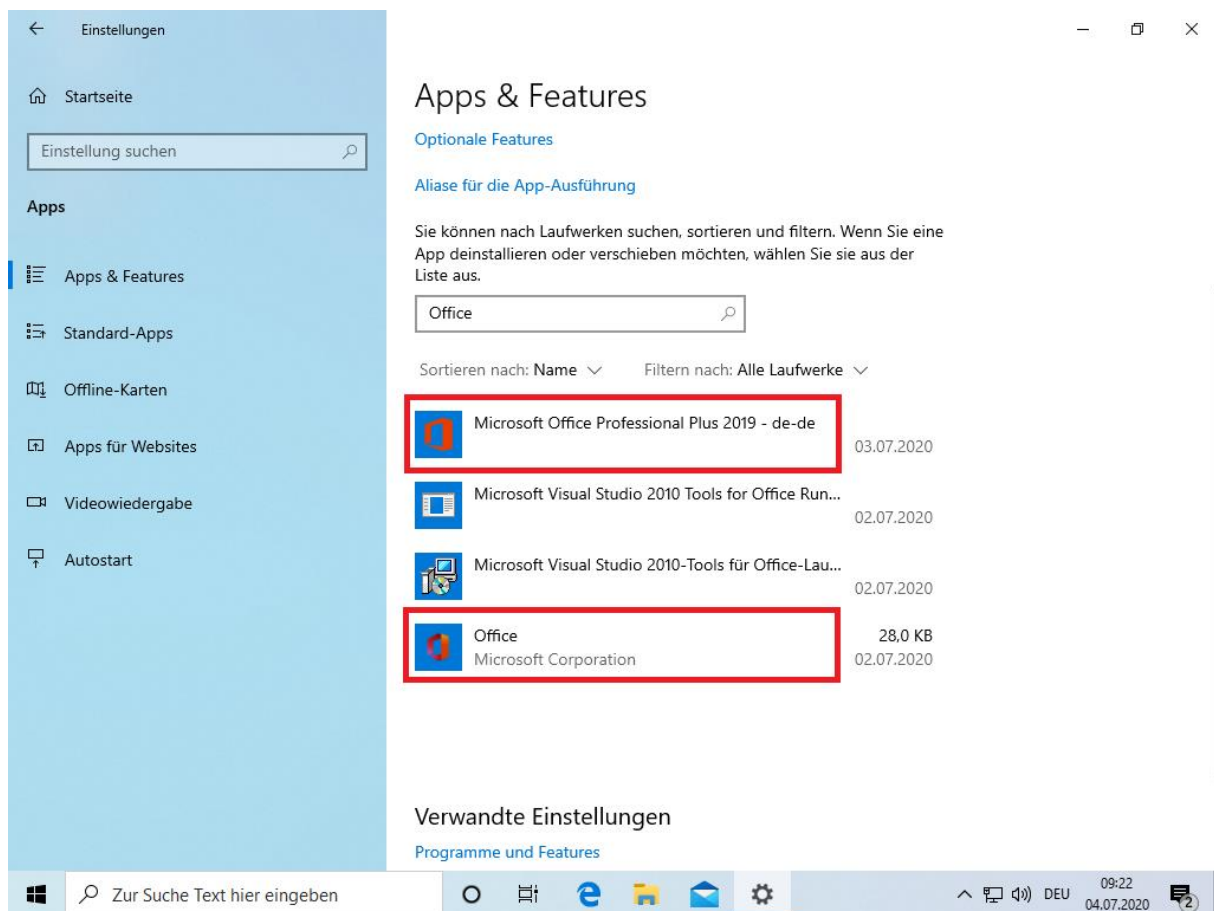 Einstellungen
Startseite
Einstellung suchen
Apps
Apps & Features
Standard-Apps
Offline-Karten
Apps für Websites
Videowiedergabe
Autostart
Apps & Features
Optionale Features
Aliase für die App-Ausführung
Sie können nach Laufwerken suchen, sortieren und filtern. Wenn Sie eine
App deinstallieren oder verschieben möchten, wählen Sie sie aus der
Liste aus.
Office
Sortieren nach: Name Filtern nach: Alle Laufwerke
Microsoft Office Professional Plus 2019 - de-de
03.07.2020
Microsoft Visual Studio 2010 Tools for Office Run...
02.07.2020
Microsoft Visual Studio 2010-Tools für Office-Lau...
02.07.2020
Office 28,0 KB
Microsoft Corporation 02.07.2020
Verwandte Einstellungen
Programme und Features
Zur Suche Text hier eingeben
DEU
09:22
04.07.2020
2